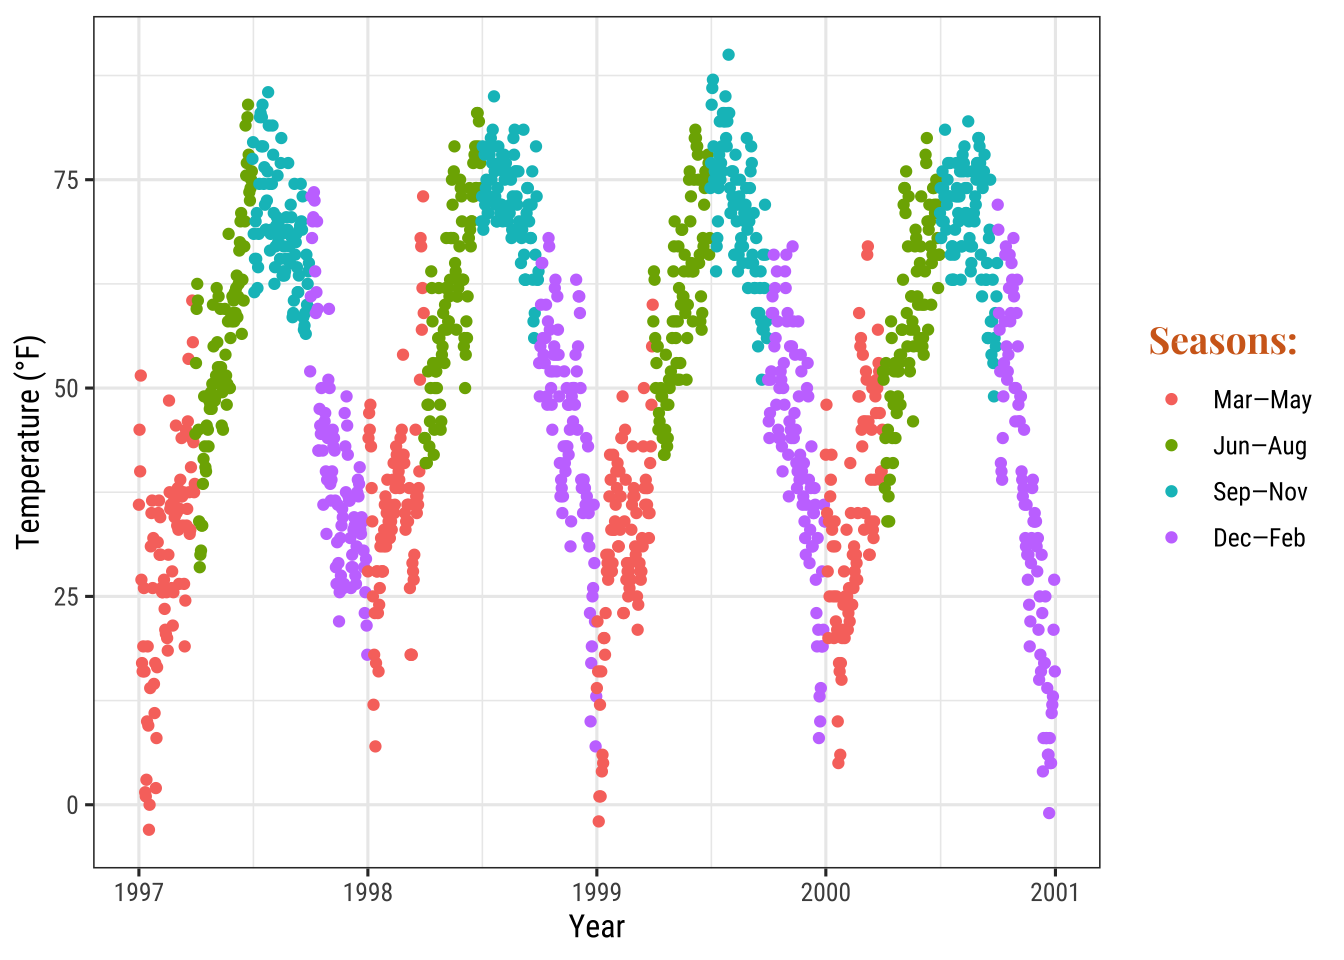 75
50
25
0
Temperature (°F)
1997 1998 1999 2000 2001
Year
Seasons:
Mar−May
Jun−Aug
Sep−Nov
Dec−Feb